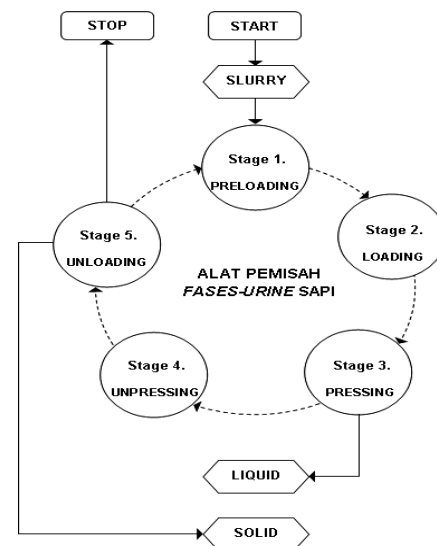 STOP
START
SLURRY
Stage 1.
PRELOADING
Stage 2.
LOADING
Stage 5.
UNLOADING
ALAT PEMISAH
FASES-URINE SAPI
Stage 4.
UNPRESSING
Stage 3.
PRESSING
LIQUID
SOLID